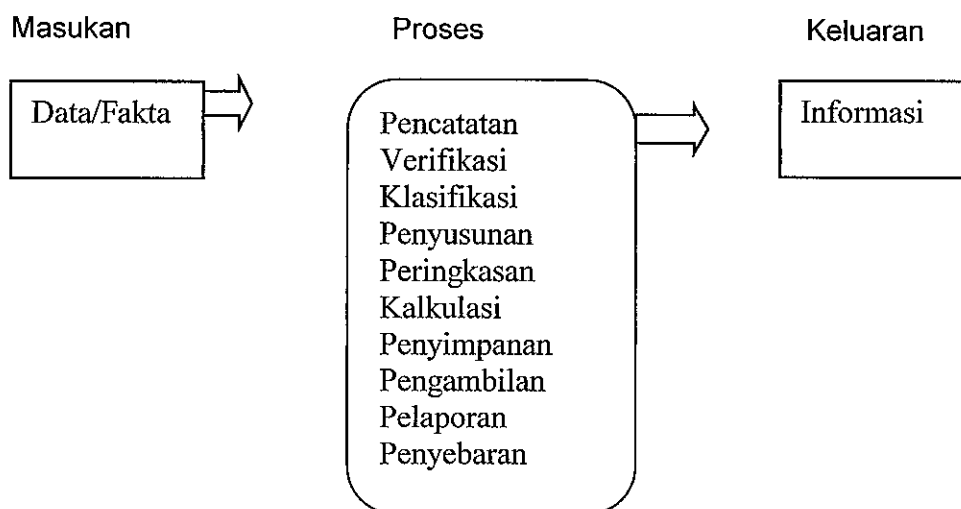 Masukan
Proses
Keluaran
Data/Fakta
Pencatatan
Verifikasi
Klasifikasi
Penyusunan
Peringkasan
Kalkulasi
Penyimpanan
Pengambilan
Pelaporan
Penyebaran
Informasi